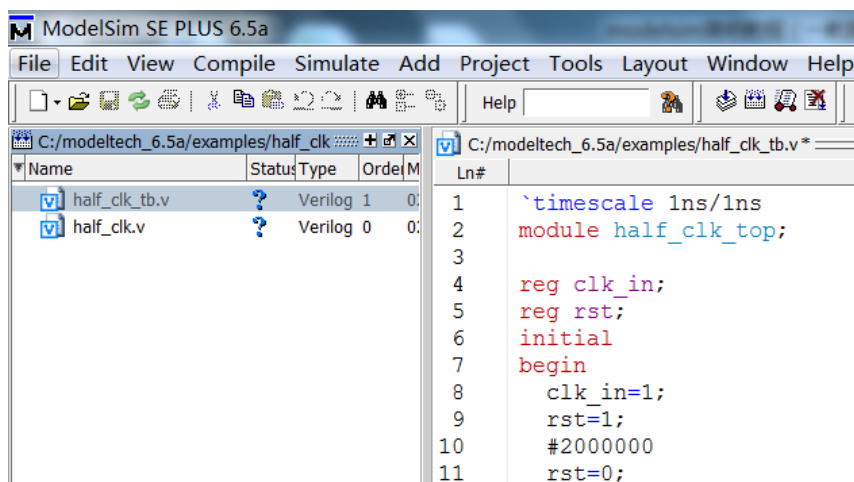 ModelSim SE PLUS 6.5a
File Edit View Compile Simulate Add Project Tools Layout Window Help
Help
C:/modeltech_6.5a/examples/half_clk
Name Status Type Order M
half_clk_tb.v Verilog 1
half_clk.v Verilog 0
C:/modeltech_6.5a/examples/half_clk_tb.v *
Ln#
1 `timescale 1ns/1ns
2 module half_clk_top;
3
4 reg clk_in;
5 reg rst;
6 initial
7 begin
8 clk_in=1;
9 rst=1;
10 #2000000
11 rst=0;